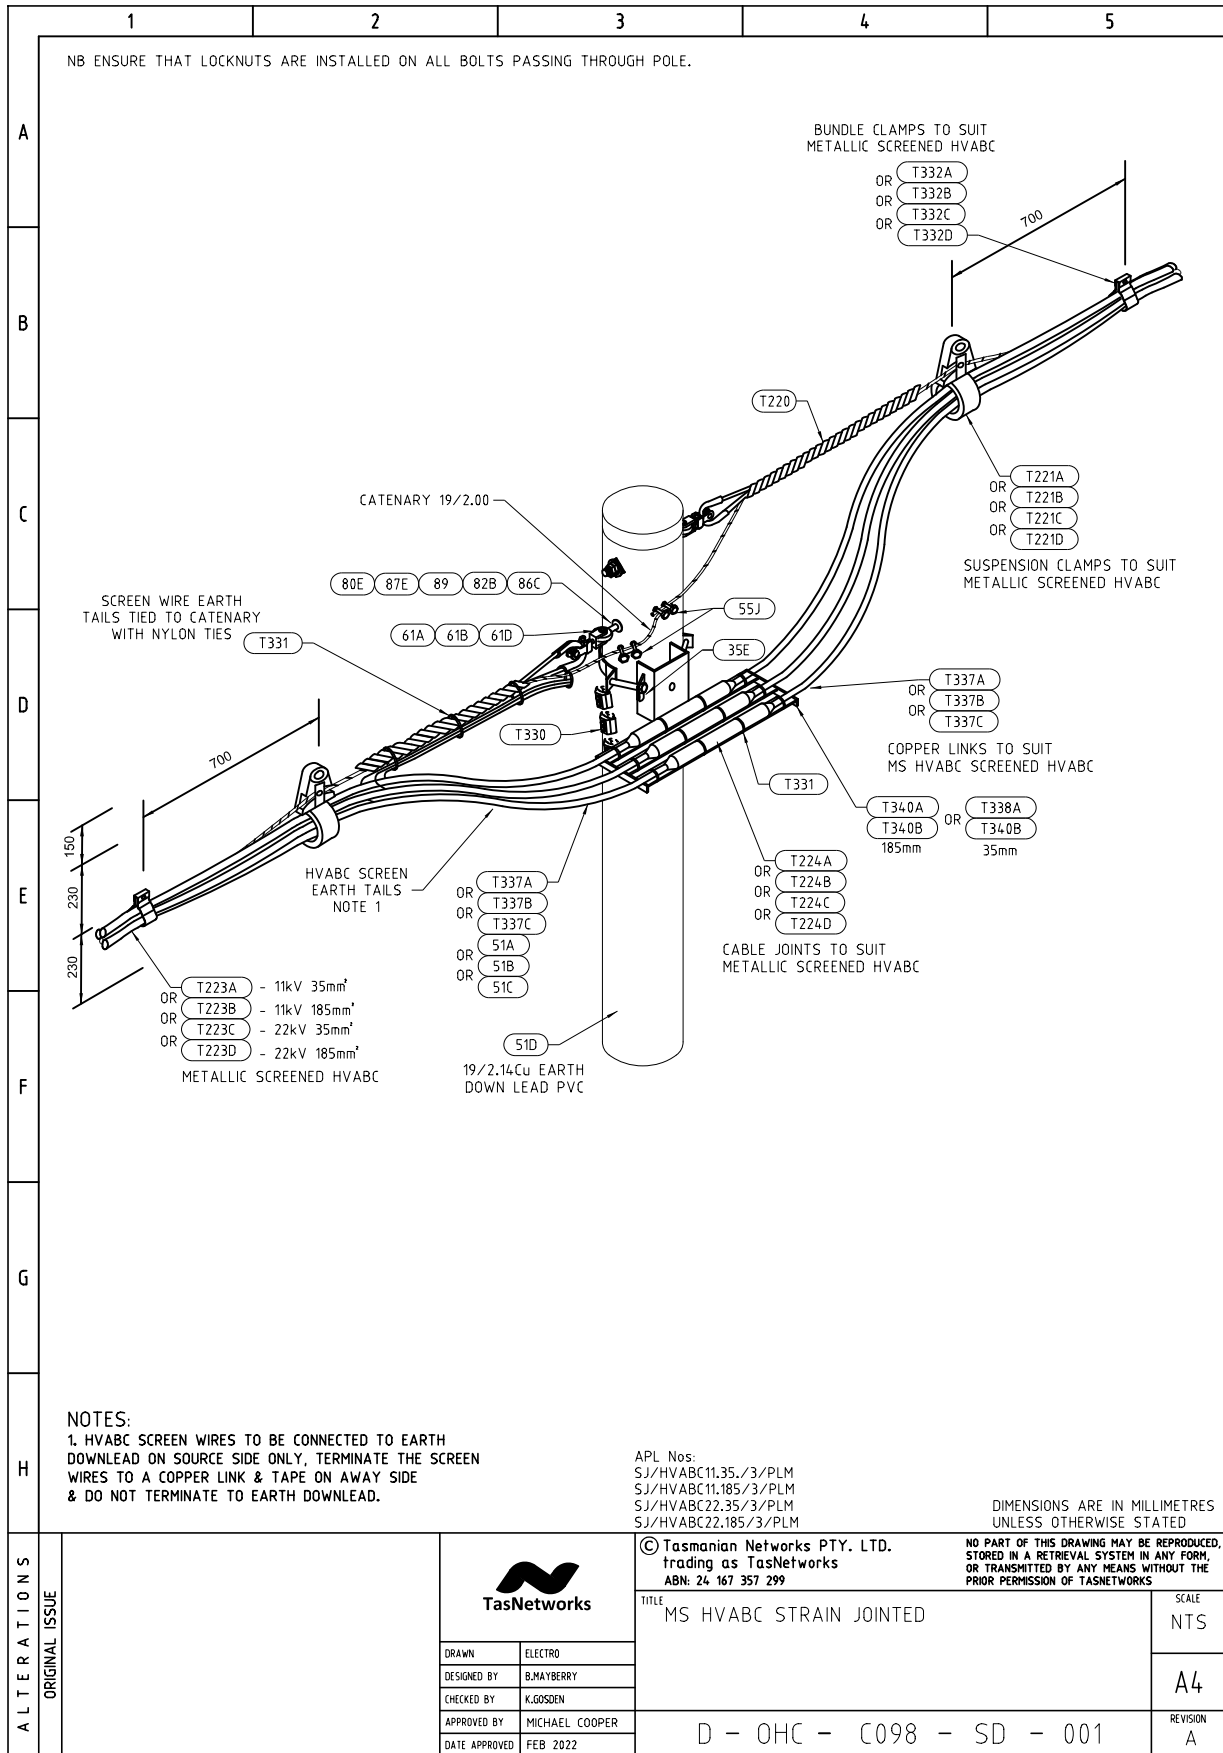 1 2 3 4 5
NB ENSURE THAT LOCKNUTS ARE INSTALLED ON ALL BOLTS PASSING THROUGH POLE.
A
B
C
D
E
F
G
H
BUNDLE CLAMPS TO SUIT
METALLIC SCREENED HVABC
T332A
OR
T332B
OR
T332C
OR
T332D
700
T220
CATENARY 19/2.00
T221A
OR
T221B
OR
T221C
OR
T221D
SUSPENSION CLAMPS TO SUIT
METALLIC SCREENED HVABC
80E 87E 89 82B 86C
SCREEN WIRE EARTH
TAILS TIED TO CATENARY
WITH NYLON TIES
T331
61A 61B 61D
55J
35E
T337A
OR
T337B
OR
T337C
COPPER LINKS TO SUIT
MS HVABC SCREENED HVABC
T330
700
T331
T340A OR T338A
T340B T340B
185mm 35mm
150
230
230
HVABC SCREEN
EARTH TAILS
NOTE 1
T337A
OR
T337B
OR
T337C
51A
OR
51B
OR
51C
T224A
OR
T224B
OR
T224C
OR
T224D
CABLE JOINTS TO SUIT
METALLIC SCREENED HVABC
T223A - 11kV 35mm²
OR
T223B - 11kV 185mm²
OR
T223C - 22kV 35mm²
OR
T223D - 22kV 185mm²
METALLIC SCREENED HVABC
51D
19/2.14Cu EARTH
DOWN LEAD PVC
NOTES:
1. HVABC SCREEN WIRES TO BE CONNECTED TO EARTH
DOWNLEAD ON SOURCE SIDE ONLY, TERMINATE THE SCREEN
WIRES TO A COPPER LINK & TAPE ON AWAY SIDE
& DO NOT TERMINATE TO EARTH DOWNLEAD.
APL Nos:
SJ/HVABC11.35./3/PLM
SJ/HVABC11.185/3/PLM
SJ/HVABC22.35/3/PLM
SJ/HVABC22.185/3/PLM
DIMENSIONS ARE IN MILLIMETRES
UNLESS OTHERWISE STATED
ALTERATIONS
ORIGINAL ISSUE
TasNetworks
© Tasmanian Networks PTY. LTD.
trading as TasNetworks
ABN: 24 167 357 299
NO PART OF THIS DRAWING MAY BE REPRODUCED,
STORED IN A RETRIEVAL SYSTEM IN ANY FORM,
OR TRANSMITTED BY ANY MEANS WITHOUT THE
PRIOR PERMISSION OF TASNETWORKS
TITLE MS HVABC STRAIN JOINTED
SCALE
NTS
A4
DRAWN ELECTRO
DESIGNED BY B.MAYBERRY
CHECKED BY K.GOSDEN
APPROVED BY MICHAEL COOPER
DATE APPROVED FEB 2022
D - OHC - C098 - SD - 001
REVISION
A